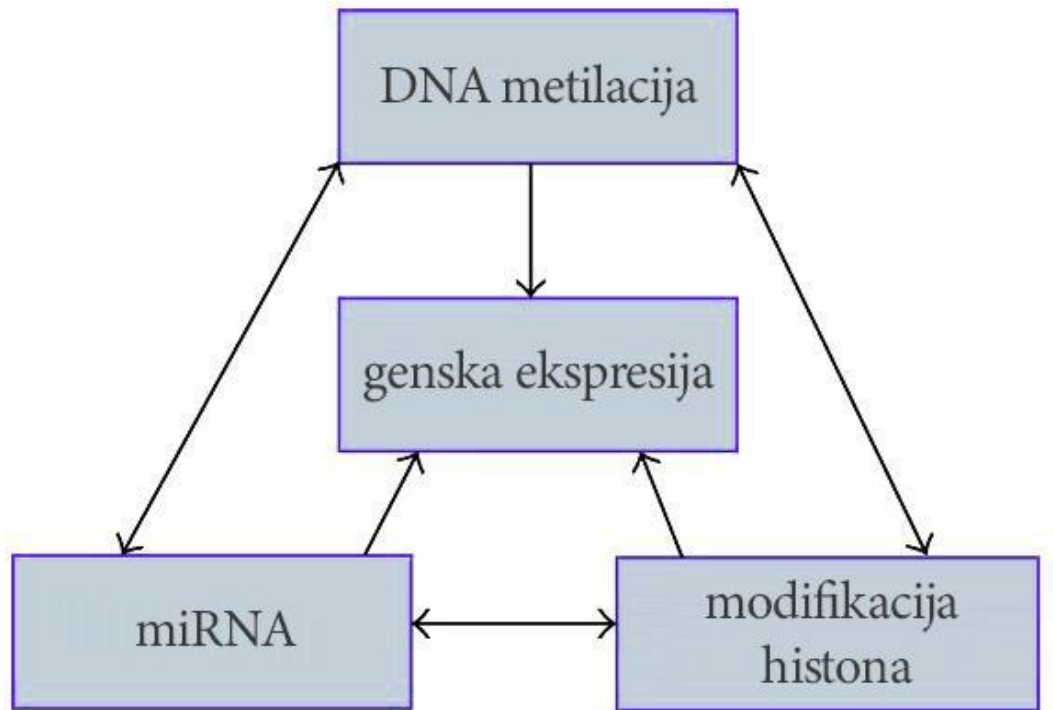 DNA metilacija
genska ekspresija
miRNA
modifikacija
histona